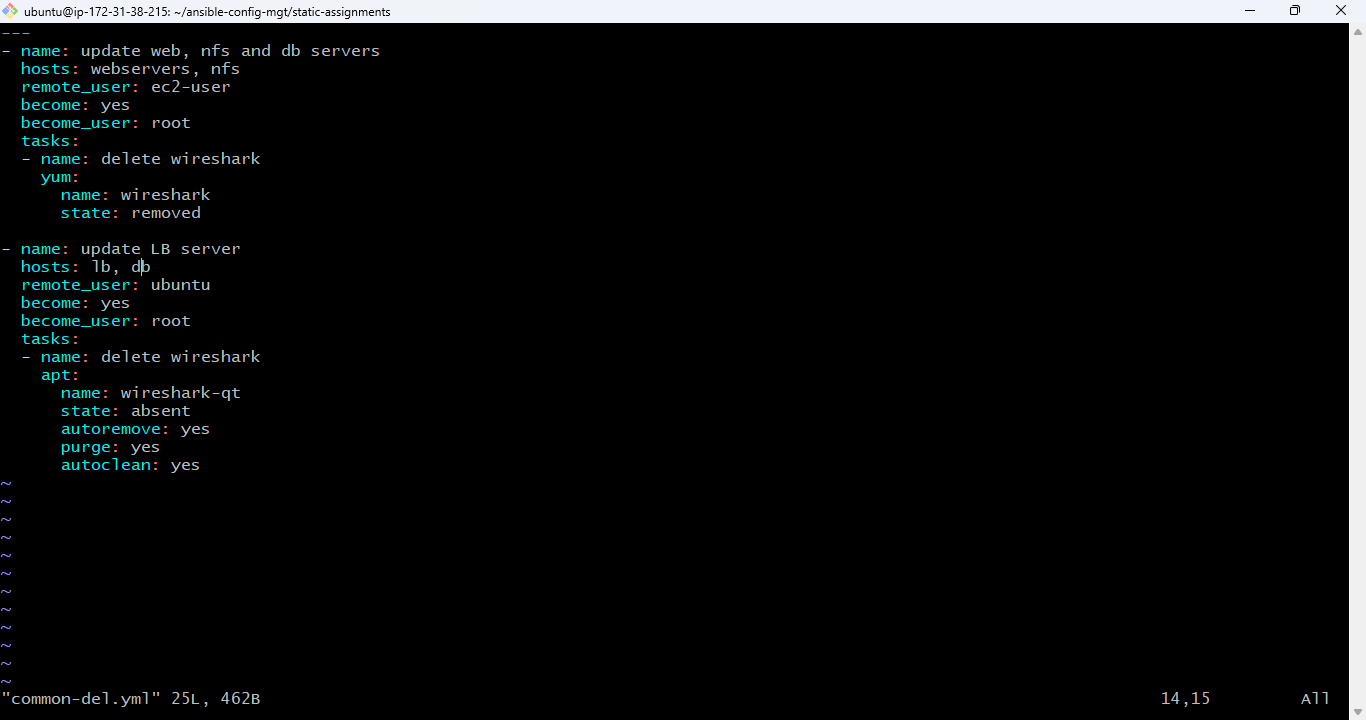 ubuntu@ip-172-31-38-215: ~/ansible-config-mgt/static-assignments
---
- name: update web, nfs and db servers
  hosts: webservers, nfs
  remote_user: ec2-user
  become: yes
  become_user: root
  tasks:
  - name: delete wireshark
    yum:
      name: wireshark
      state: removed

- name: update LB server
  hosts: lb, db
  remote_user: ubuntu
  become: yes
  become_user: root
  tasks:
  - name: delete wireshark
    apt:
      name: wireshark-qt
      state: absent
      autoremove: yes
      purge: yes
      autoclean: yes
~
~
~
~
~
~
~
~
~
~
~
~
"common-del.yml" 25L, 462B 14,15 All